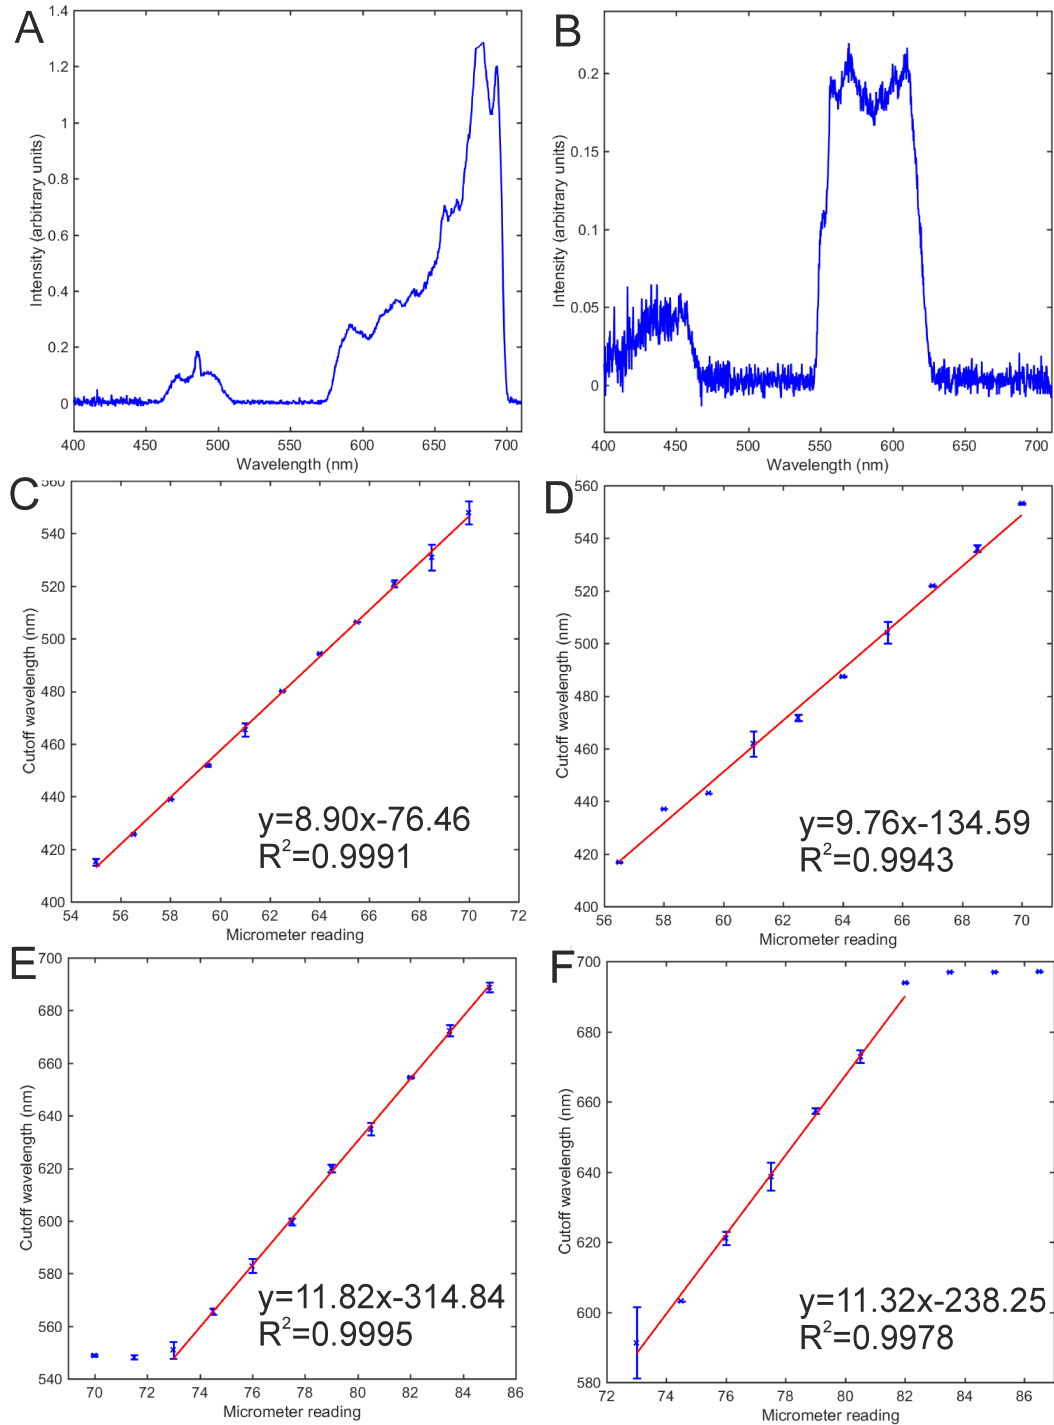 A
1.4
1.2
1
0.8
0.6
0.4
0.2
0
Intensity (arbitrary units)
400 450 500 550 600 650 700
Wavelength (nm)
B
0.2
0.15
0.1
0.05
0
Intensity (arbitrary units)
400 450 500 550 600 650 700
Wavelength (nm)
C
560
540
520
500
480
460
440
420
400
Cutoff wavelength (nm)
y=8.90x-76.46
R²=0.9991
54 56 58 60 62 64 66 68 70 72
Micrometer reading
D
560
540
520
500
480
460
440
420
400
Cutoff wavelength (nm)
y=9.76x-134.59
R²=0.9943
56 58 60 62 64 66 68 70
Micrometer reading
E
700
680
660
640
620
600
580
560
540
Cutoff wavelength (nm)
y=11.82x-314.84
R²=0.9995
70 72 74 76 78 80 82 84 86
Micrometer reading
F
700
680
660
640
620
600
580
Cutoff wavelength (nm)
y=11.32x-238.25
R²=0.9978
72 74 76 78 80 82 84 86
Micrometer reading